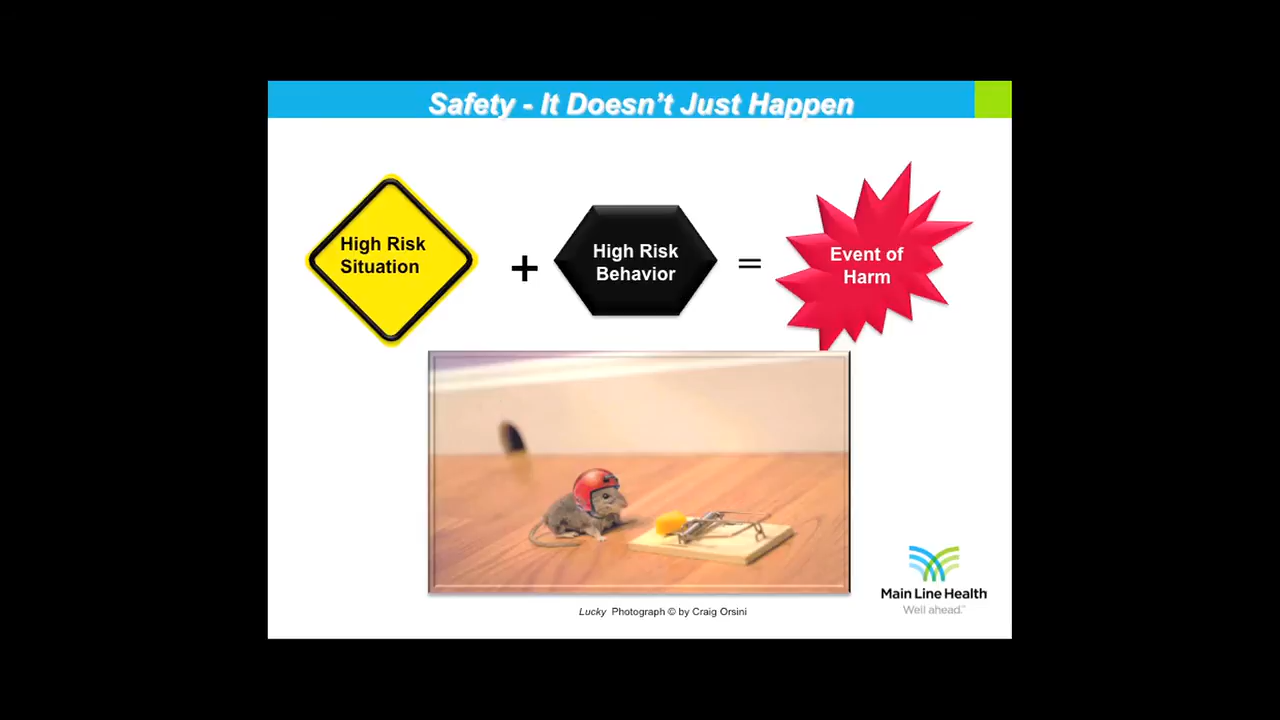 Safety - It Doesn’t Just Happen
High Risk
Situation
+
High Risk
Behavior
=
Event of
Harm
Lucky Photograph © by Craig Orsini
Main Line Health
Well ahead.™